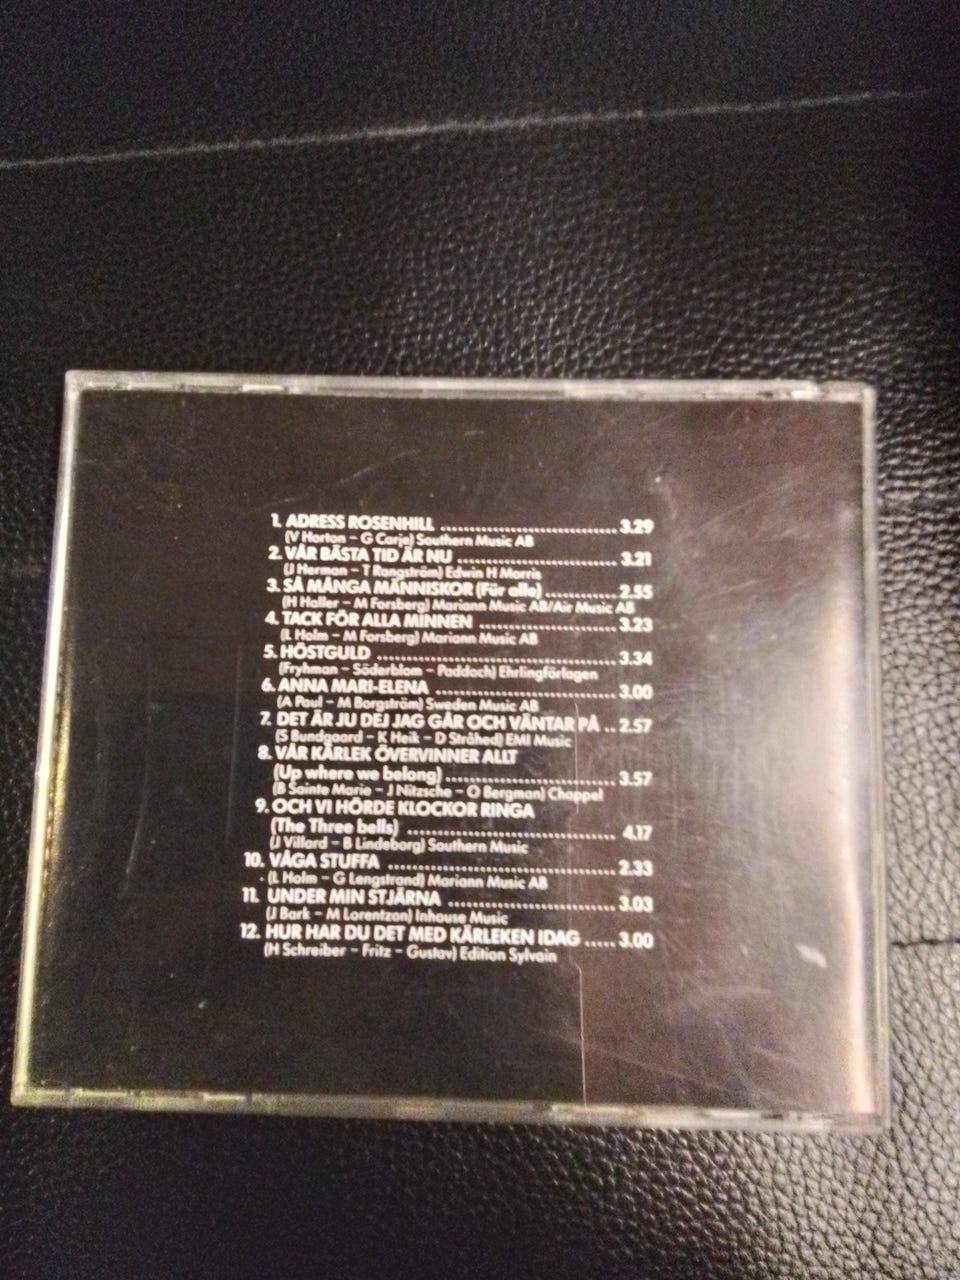 1. ADRESS ROSENHILL ........................... 3.29
(V Horton – G Carje) Southern Music AB
2. VÅR BÄSTA TID ÄR NU ........................ 3.21
(J Herman – T Rangström) Edwin H Morris
3. SÅ MÅNGA MÄNNISKOR (Für alle) ........... 2.55
(H Haller – M Forsberg) Mariann Music AB/Air Music AB
4. TACK FÖR ALLA MINNEN ..................... 3.23
(L Holm – M Forsberg) Mariann Music AB
5. HÖSTGULD .................................... 3.34
(Fryhman – Söderblom – Paddoch) Ehrlingförlagen
6. ANNA MARI-ELENA ........................... 3.00
(A Paul – M Borgström) Sweden Music AB
7. DET ÄR JU DEJ JAG GÅR OCH VÄNTAR PÅ .. 2.57
(S Bundgaard – K Heik – D Stråhed) EMI Music
8. VÅR KÄRLEK ÖVERVINNER ALLT
(Up where we belong) .......................... 3.57
(B Sainte Marie – J Nitzsche – O Bergman) Chappel
9. OCH VI HÖRDE KLOCKOR RINGA
(The Three bells) ................................ 4.17
(J Villard – B Lindeborg) Southern Music
10. VÅGA STUFFA ................................... 2.33
(L Holm – G Lengstrand) Mariann Music AB
11. UNDER MIN STJÄRNA ......................... 3.03
(J Bark – M Lorentzon) Inhouse Music
12. HUR HAR DU DET MED KÄRLEKEN IDAG ..... 3.00
(H Schreiber – Fritz – Gustav) Edition Sylvain